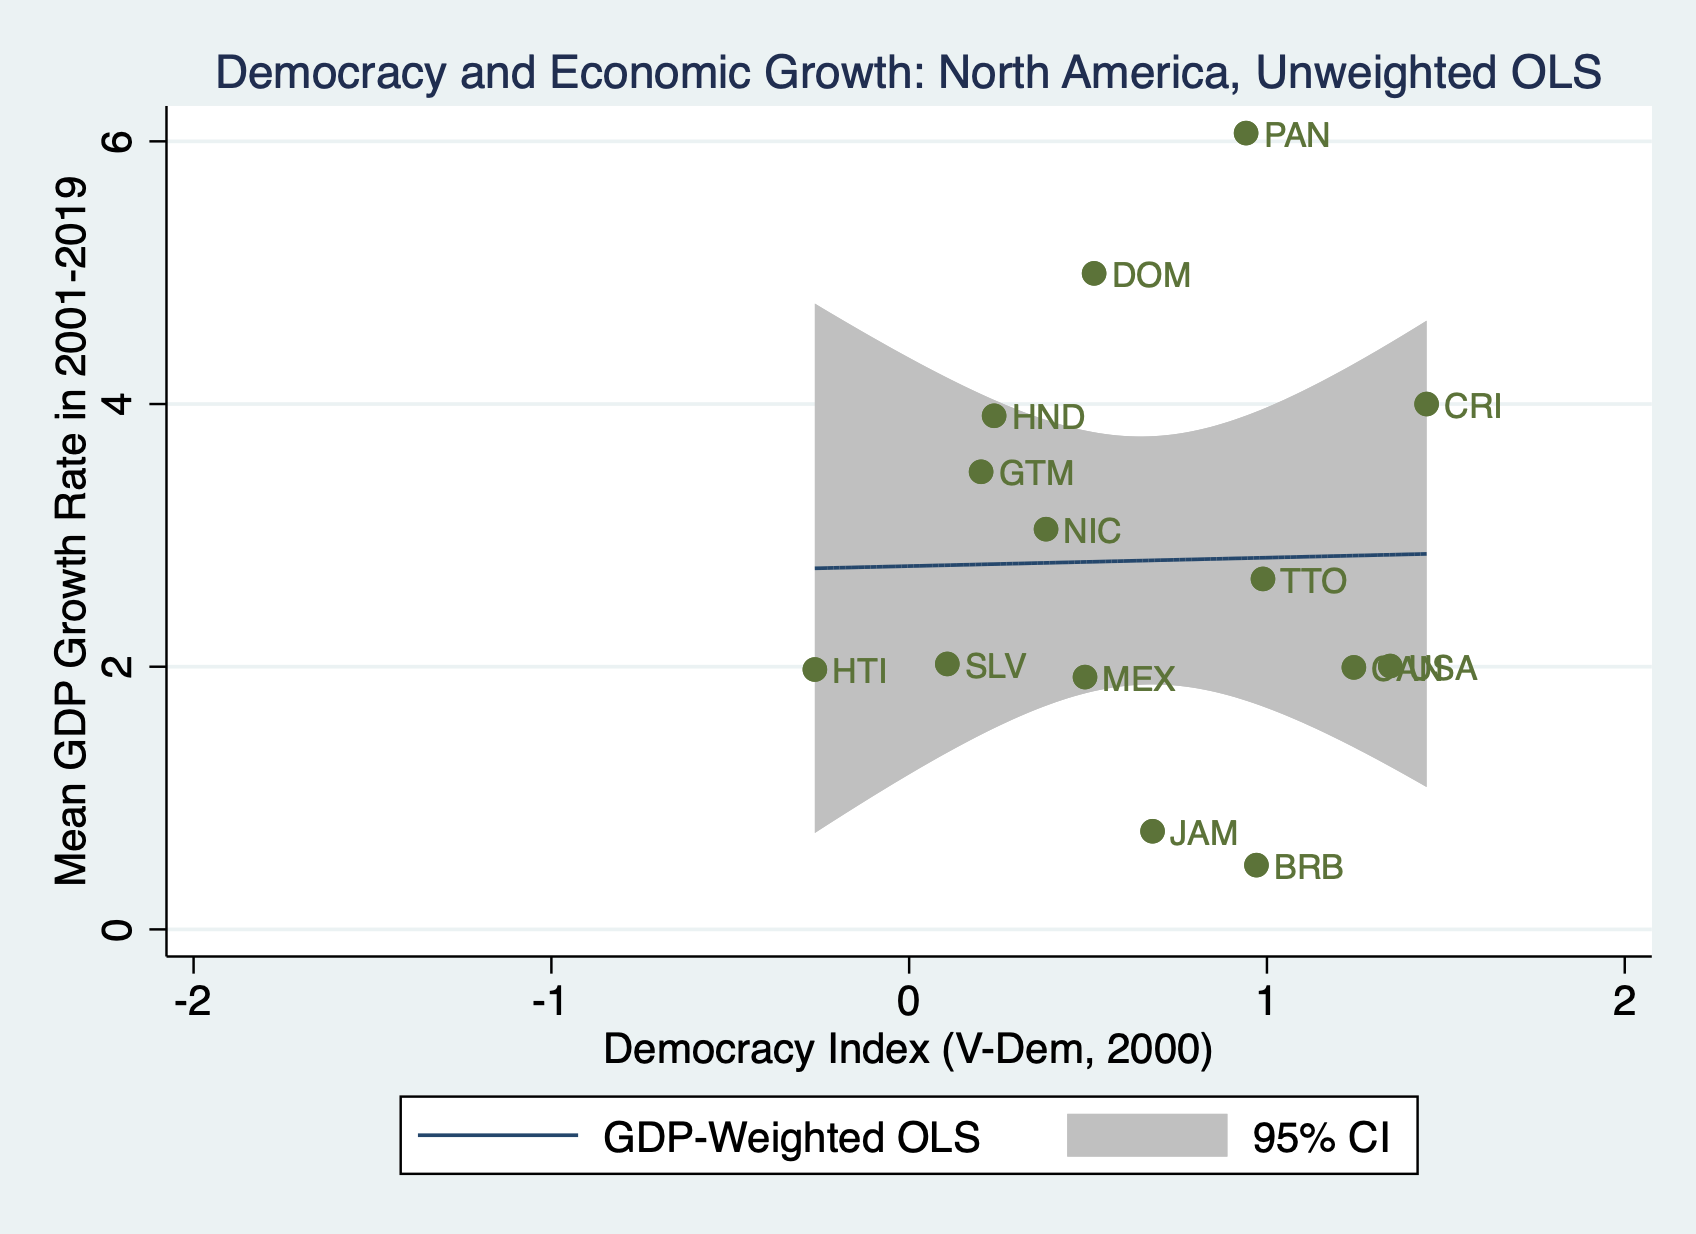 Democracy and Economic Growth: North America, Unweighted OLS
Mean GDP Growth Rate in 2001-2019
6
4
2
0
PAN
DOM
CRI
HND
GTM
NIC
TTO
HTI
SLV
MEX
CAN
USA
JAM
BRB
-2 -1 0 1 2
Democracy Index (V-Dem, 2000)
GDP-Weighted OLS 95% CI